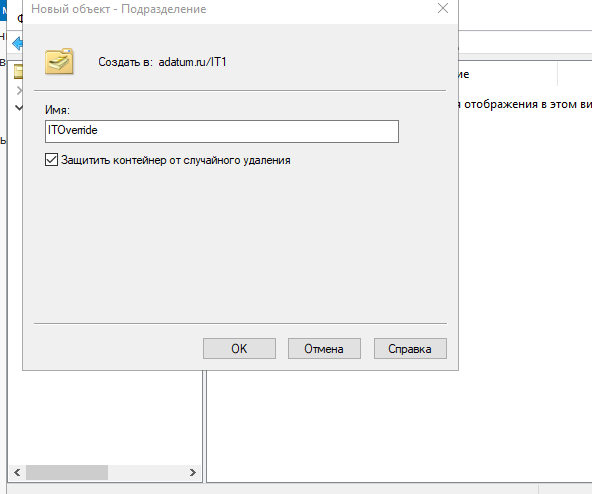 Новый объект - Подразделение
Создать в: adatum.ru/IT1
ие
я отображения в этом ви
Имя:
ITOverride
Защитить контейнер от случайного удаления
OK
Отмена
Справка